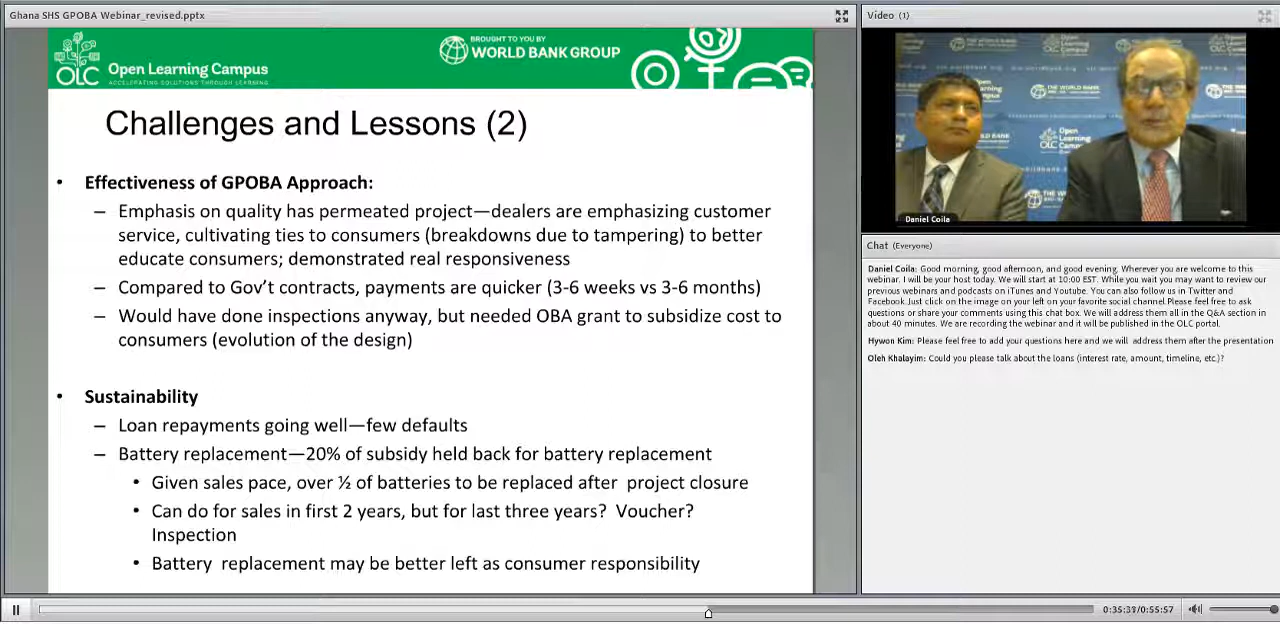 Ghana SHS GPOBA Webinar_revised.pptx
OLC Open Learning Campus
ACCELERATING SOLUTIONS THROUGH LEARNING
BROUGHT TO YOU BY
WORLD BANK GROUP
Challenges and Lessons (2)
• Effectiveness of GPOBA Approach:
– Emphasis on quality has permeated project—dealers are emphasizing customer
service, cultivating ties to consumers (breakdowns due to tampering) to better
educate consumers; demonstrated real responsiveness
– Compared to Gov’t contracts, payments are quicker (3-6 weeks vs 3-6 months)
– Would have done inspections anyway, but needed OBA grant to subsidize cost to
consumers (evolution of the design)
• Sustainability
– Loan repayments going well—few defaults
– Battery replacement—20% of subsidy held back for battery replacement
• Given sales pace, over ½ of batteries to be replaced after project closure
• Can do for sales in first 2 years, but for last three years? Voucher?
Inspection
• Battery replacement may be better left as consumer responsibility
Video (1)
THE WORLD BANK
Open Learning Campus
OLC
Daniel Coila
Chat (Everyone)
Daniel Coila: Good morning, good afternoon, and good evening. Wherever you are welcome to this
webinar. I will be your host today. We will start at 10:00 EST. While you wait you may want to review our
previous webinars and podcasts on iTunes and Youtube. You can also follow us in Twitter and
Facebook.Just click on the image on your left on your favorite social channel.Please feel free to ask
questions or share your comments using this chat box. We will address them all in the Q&A section in
about 40 minutes. We are recording the webinar and it will be published in the OLC portal.
Hywon Kim: Please feel free to add your questions here and we will address them after the presentation
Oleh Khalayim: Could you please talk about the loans (interest rate, amount, timeline, etc.)?
0:35:33/0:55:57